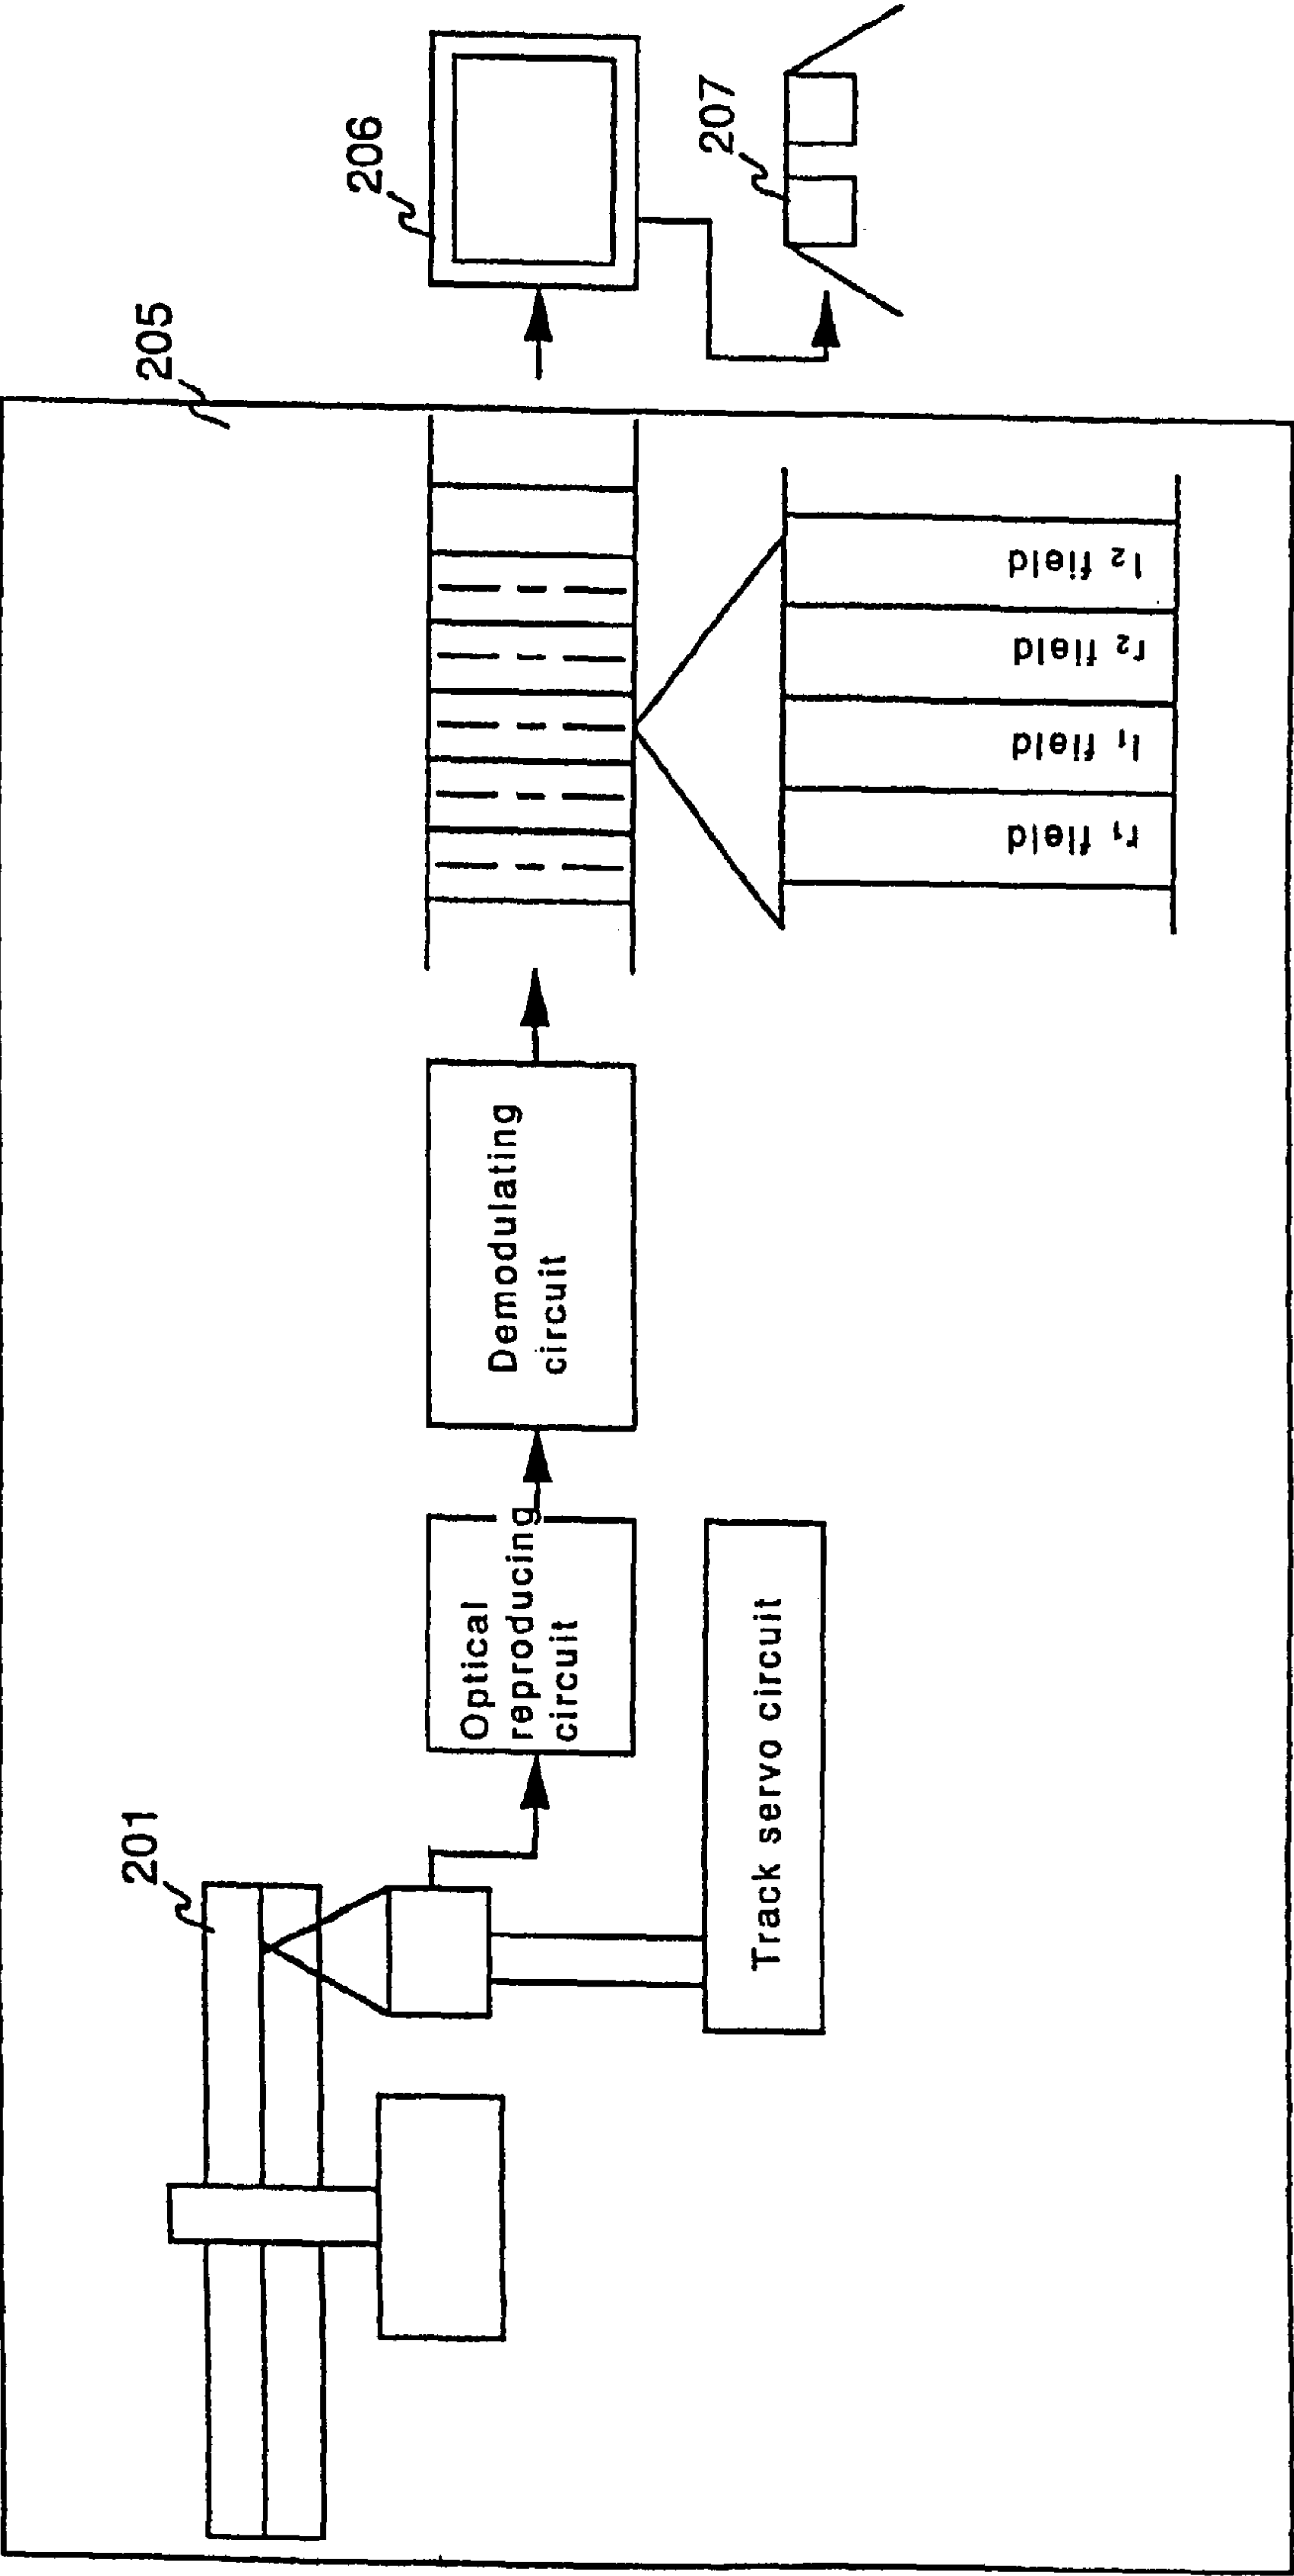 201
Optical
reproducing
circuit
Track servo circuit
Demodulating
circuit
r₁ field
l₁ field
r₂ field
l₂ field
205
206
207